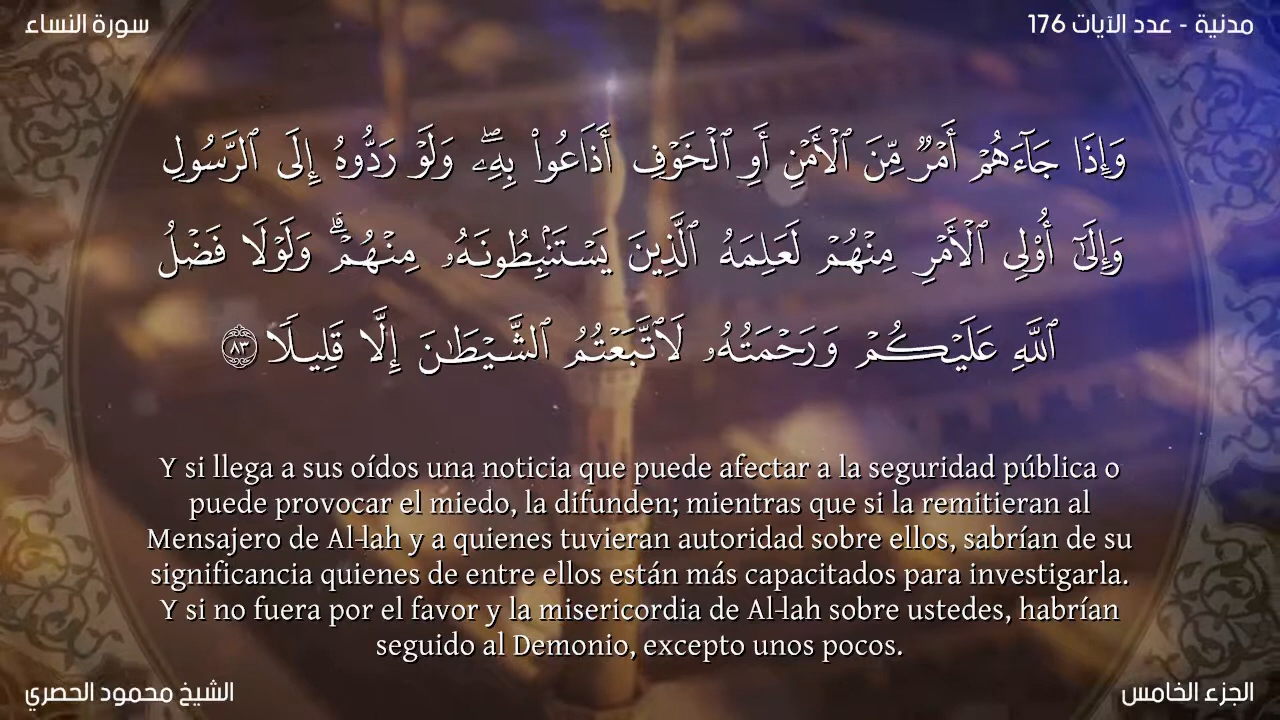 مدنية - عدد الآيات 176
سورة النساء
وَإِذَا جَآءَهُمْ أَمْرٌ مِّنَ ٱلْأَمْنِ أَوِ ٱلْخَوْفِ أَذَاعُوا۟ بِهِۦ ۖ وَلَوْ رَدُّوهُ إِلَى ٱلرَّسُولِ
وَإِلَىٰٓ أُو۟لِى ٱلْأَمْرِ مِنْهُمْ لَعَلِمَهُ ٱلَّذِينَ يَسْتَنۢبِطُونَهُۥ مِنْهُمْ ۗ وَلَوْلَا فَضْلُ
ٱللَّهِ عَلَيْكُمْ وَرَحْمَتُهُۥ لَٱتَّبَعْتُمُ ٱلشَّيْطَـٰنَ إِلَّا قَلِيلًا ٨٣
Y si llega a sus oídos una noticia que puede afectar a la seguridad pública o
puede provocar el miedo, la difunden; mientras que si la remitieran al
Mensajero de Al-lah y a quienes tuvieran autoridad sobre ellos, sabrían de su
significancia quienes de entre ellos están más capacitados para investigarla.
Y si no fuera por el favor y la misericordia de Al-lah sobre ustedes, habrían
seguido al Demonio, excepto unos pocos.
الجزء الخامس
الشيخ محمود الحصري